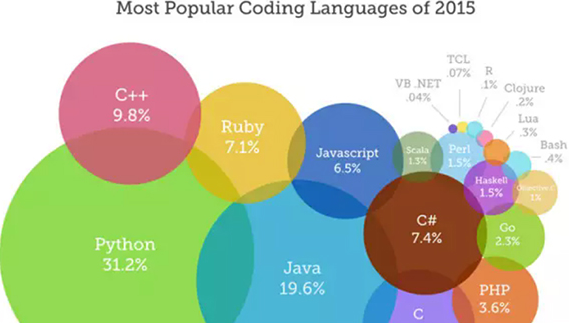 Most Popular Coding Languages of 2015
C++
9.8%
Ruby
7.1%
Javascript
6.5%
Scala
1.3%
Perl
1.5%
VB .NET
.04%
TCL
.07%
R
.1%
Clojure
.2%
Lua
.3%
Bash
.4%
Haskell
1.5%
Objective-C
1%
Python
31.2%
Java
19.6%
C#
7.4%
Go
2.3%
C
PHP
3.6%